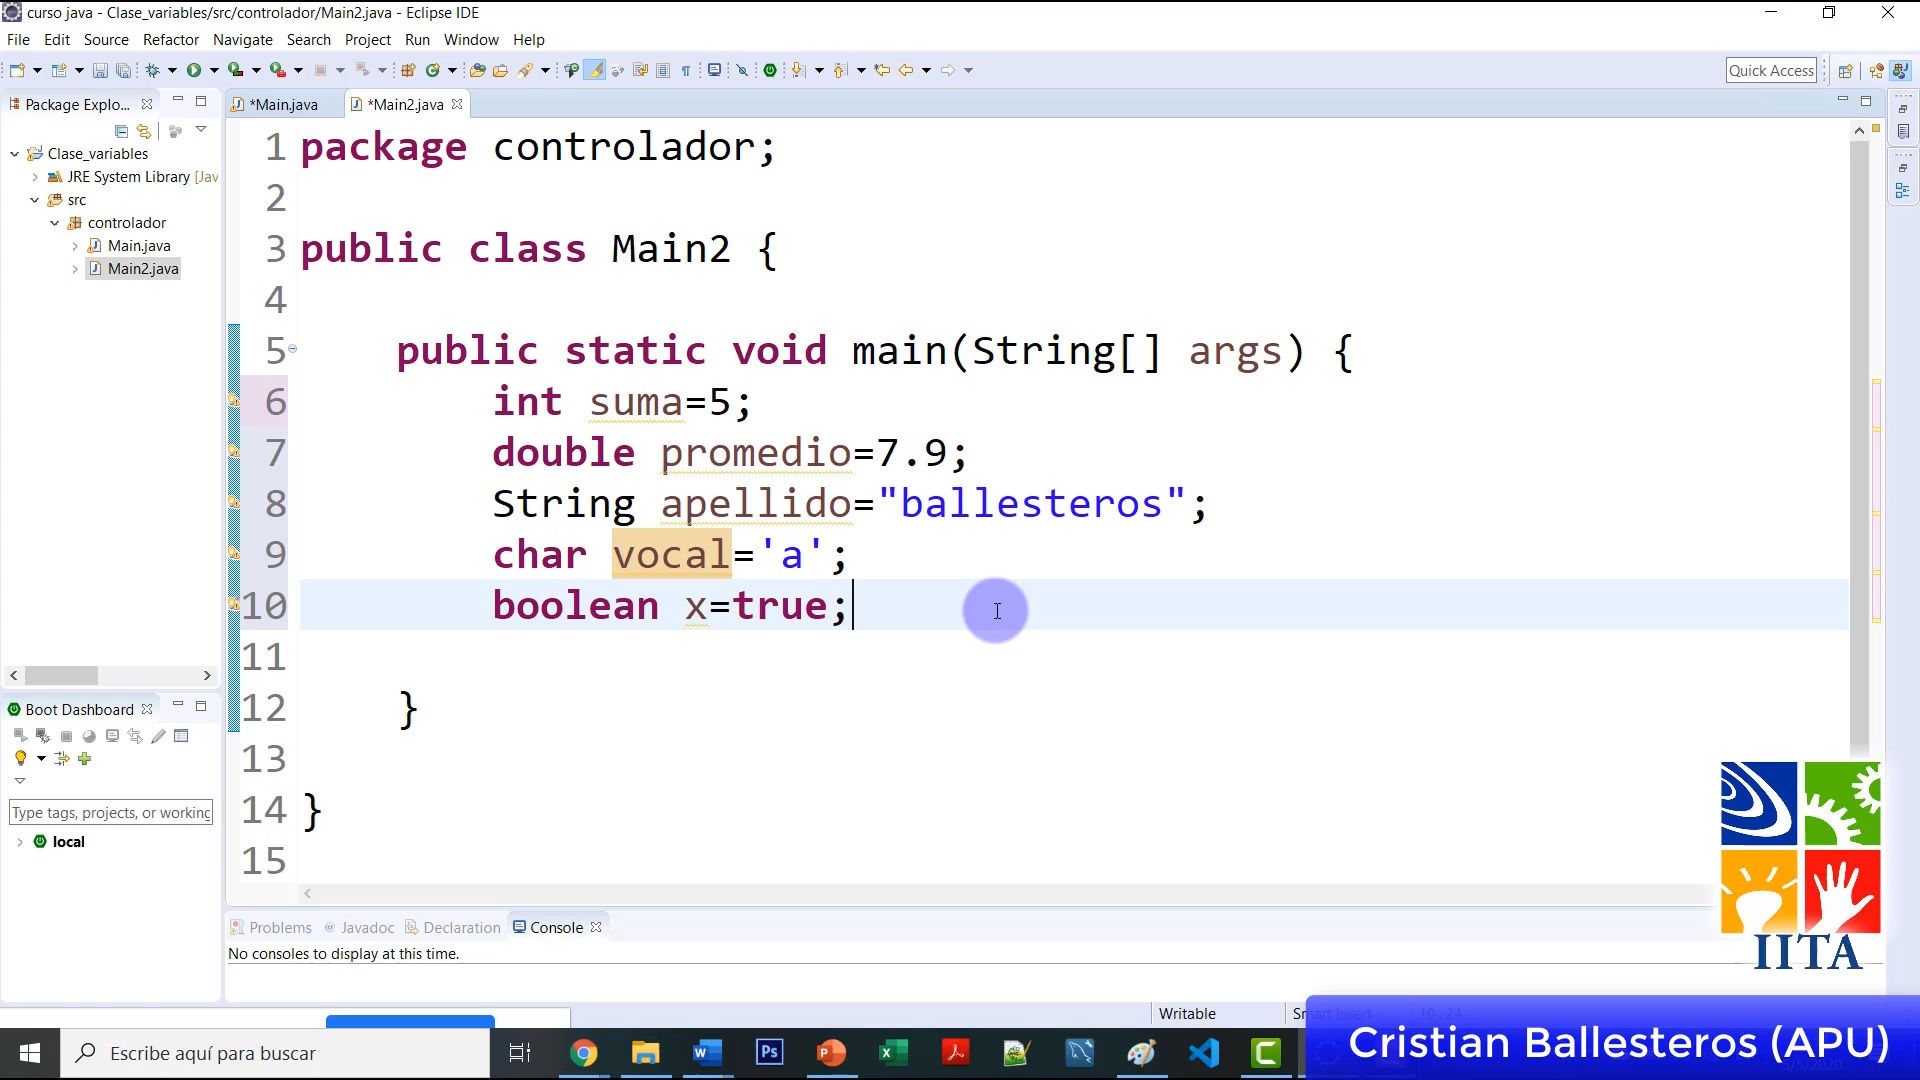 curso java - Clase_variables/src/controlador/Main2.java - Eclipse IDE
File Edit Source Refactor Navigate Search Project Run Window Help
Quick Access
Package Explo...
*Main.java
*Main2.java
Clase_variables
JRE System Library [Jav
src
controlador
Main.java
Main2.java
1 package controlador;
2
3 public class Main2 {
4
5 public static void main(String[] args) {
6 int suma=5;
7 double promedio=7.9;
8 String apellido="ballesteros";
9 char vocal='a';
10 boolean x=true;
11
12 }
13
14 }
15
Boot Dashboard
Type tags, projects, or working
local
Problems @ Javadoc Declaration Console
No consoles to display at this time.
IITA
Writable
Smart Insert
10 : 24
Cristian Ballesteros (APU)
Escribe aquí para buscar